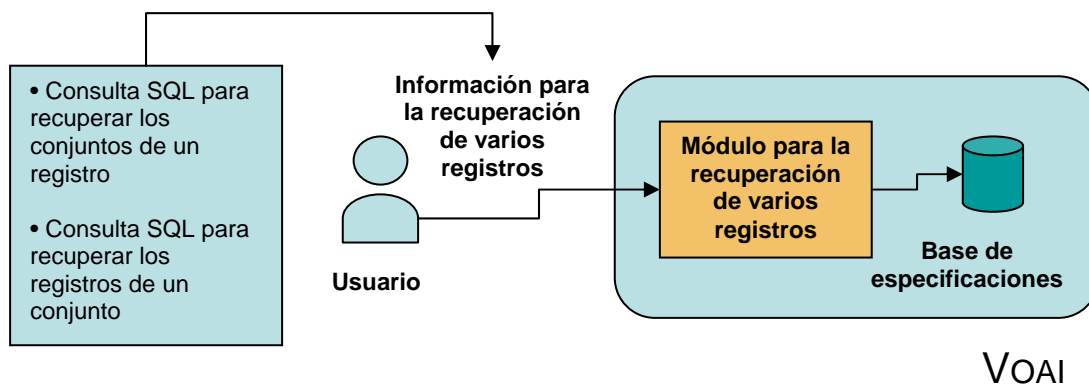 • Consulta SQL para
recuperar los
conjuntos de un
registro
• Consulta SQL para
recuperar los
registros de un
conjunto
Información para
la recuperación
de varios
registros
Usuario
Módulo para la
recuperación
de varios
registros
Base de
especificaciones
VOAI